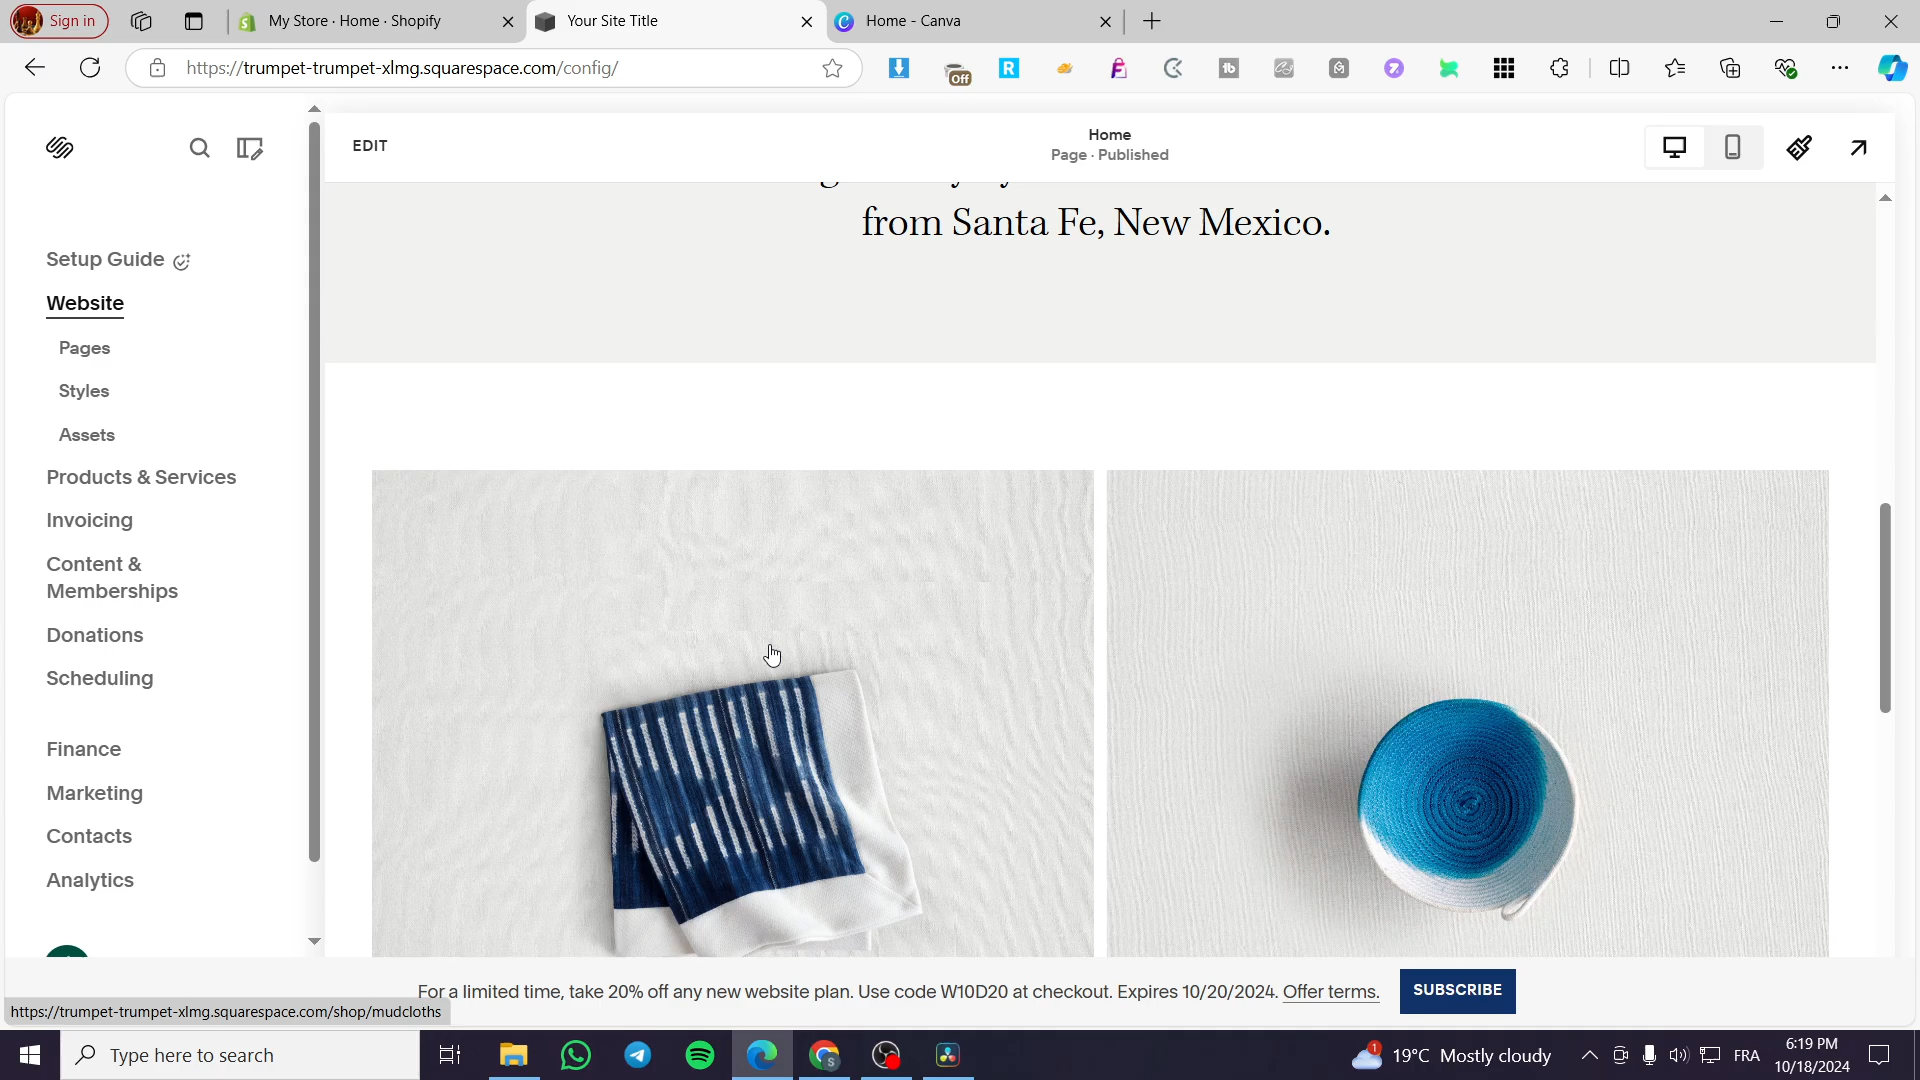 Sign in
My Store · Home · Shopify
Your Site Title
Home - Canva
https://trumpet-trumpet-xlmg.squarespace.com/config/
Off
EDIT
Home
Page · Published
from Santa Fe, New Mexico.
Setup Guide
Website
Pages
Styles
Assets
Products & Services
Invoicing
Content &
Memberships
Donations
Scheduling
Finance
Marketing
Contacts
Analytics
For a limited time, take 20% off any new website plan. Use code W10D20 at checkout. Expires 10/20/2024. Offer terms.
SUBSCRIBE
https://trumpet-trumpet-xlmg.squarespace.com/shop/mudcloths
Type here to search
19°C Mostly cloudy
FRA
6:19 PM
10/18/2024